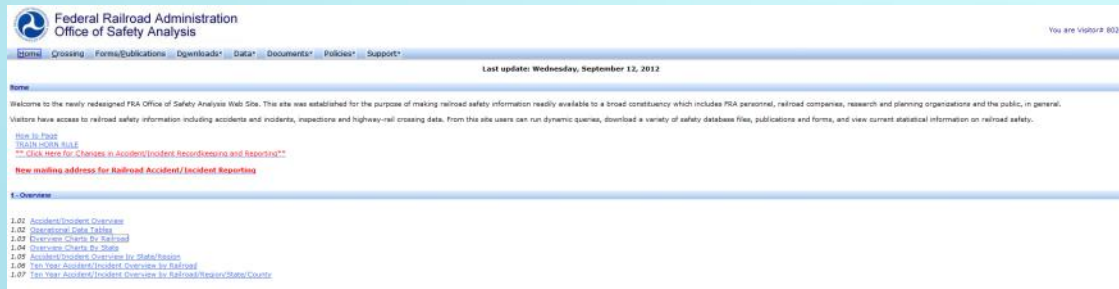 Federal Railroad Administration
Office of Safety Analysis
You are Visitor# 802
Home Crossing Forms/Publications Downloads Data Documents Policies Support
Last update: Wednesday, September 12, 2012
Home
Welcome to the newly redesigned FRA Office of Safety Analysis Web Site. This site was established for the purpose of making railroad safety information readily available to a broad constituency which includes FRA personnel, railroad companies, research and planning organizations and the public, in general.
Visitors have access to railroad safety information including accidents and incidents, inspections and highway-rail crossing data. From this site users can run dynamic queries, download a variety of safety database files, publications and forms, and view current statistical information on railroad safety.
How to Page
TRAIN HORN RULE
** Click Here for Changes in Accident/Incident Recordkeeping and Reporting**
New mailing address for Railroad Accident/Incident Reporting
1 - Overview
1.01 Accident/Incident Overview
1.02 Operational Data Tables
1.03 Overview Charts By Railroad
1.04 Overview Charts By State
1.05 Accident/Incident Overview by State/Region
1.06 Ten Year Accident/Incident Overview by Railroad
1.07 Ten Year Accident/Incident Overview by Railroad/Region/State/County